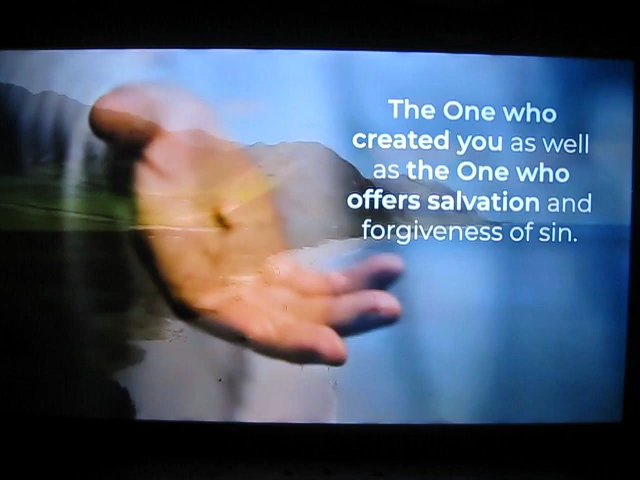 The One who
created you as well
as the One who
offers salvation and
forgiveness of sin.